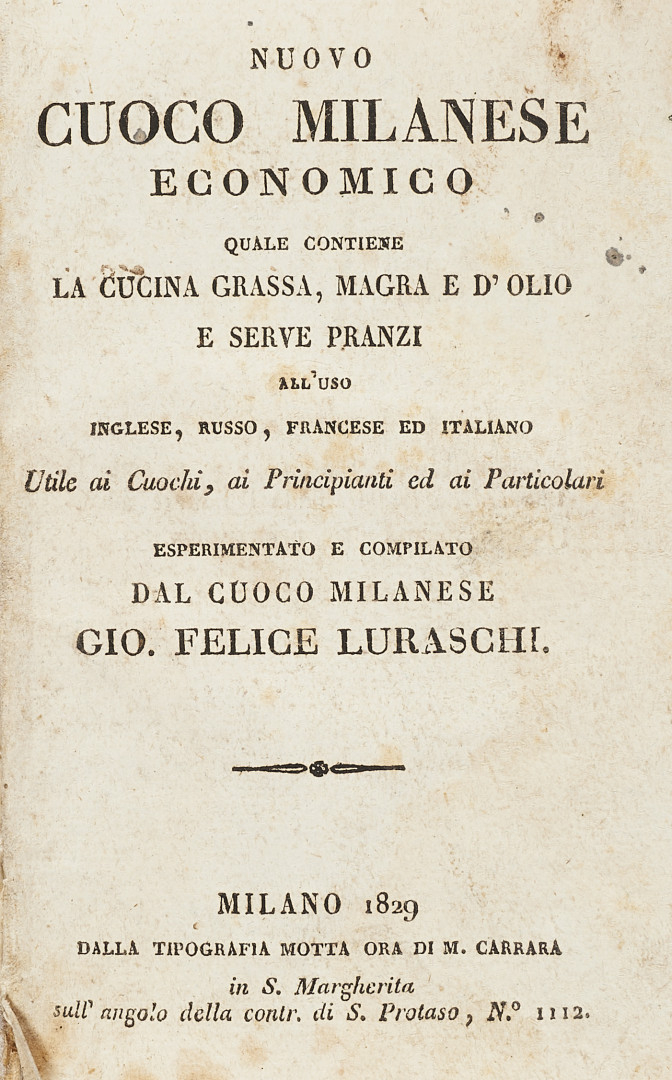 NUOVO
CUOCO MILANESE
ECONOMICO
QUALE CONTIENE
LA CUCINA GRASSA, MAGRA E D' OLIO
E SERVE PRANZI
ALL'USO
INGLESE, RUSSO, FRANCESE ED ITALIANO
Utile ai Cuochi, ai Principianti ed ai Particolari
ESPERIMENTATO E COMPILATO
DAL CUOCO MILANESE
GIO. FELICE LURASCHI.
MILANO 1829
DALLA TIPOGRAFIA MOTTA ORA DI M. CARRARA
in S. Margherita
sull' angolo della contr. di S. Protaso, N.° 1112.